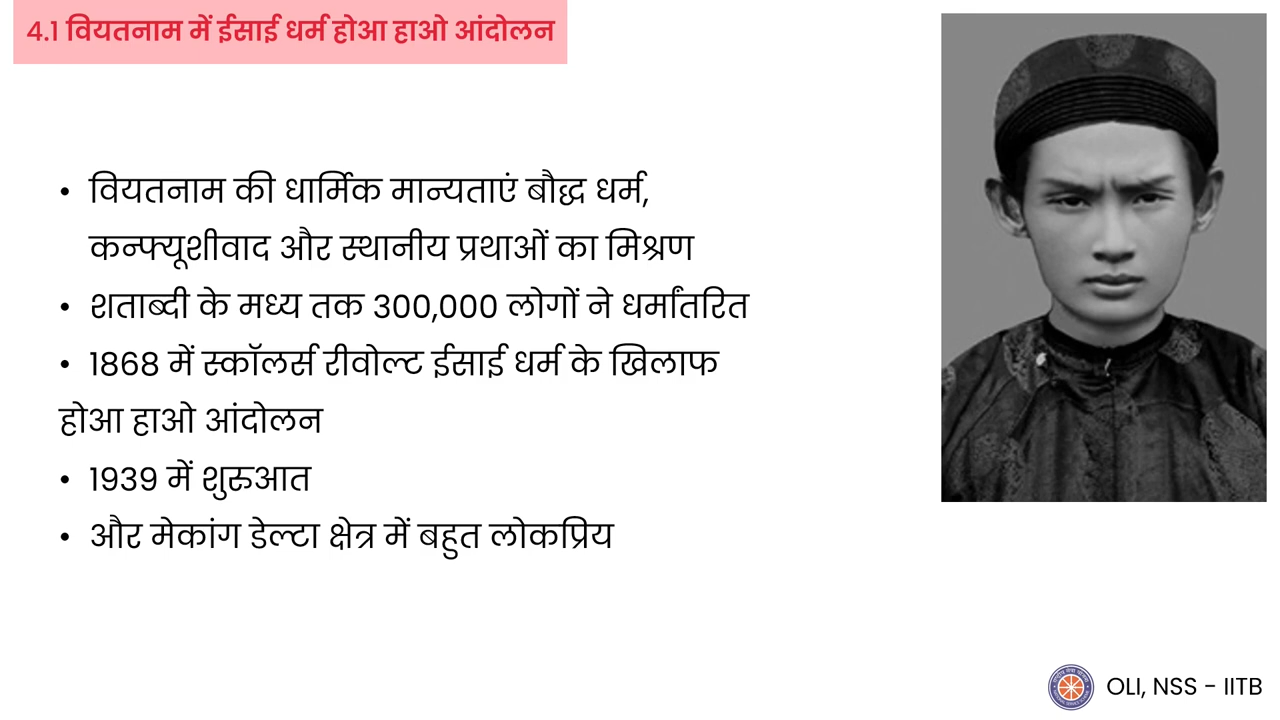 4.1 वियतनाम में ईसाई धर्म होआ हाओ आंदोलन
• वियतनाम की धार्मिक मान्यताएं बौद्ध धर्म,
कन्फ्यूशीवाद और स्थानीय प्रथाओं का मिश्रण
• शताब्दी के मध्य तक 300,000 लोगों ने धर्मांतरित
• 1868 में स्कॉलर्स रीवोल्ट ईसाई धर्म के खिलाफ
होआ हाओ आंदोलन
• 1939 में शुरुआत
• और मेकांग डेल्टा क्षेत्र में बहुत लोकप्रिय
OLI, NSS - IITB